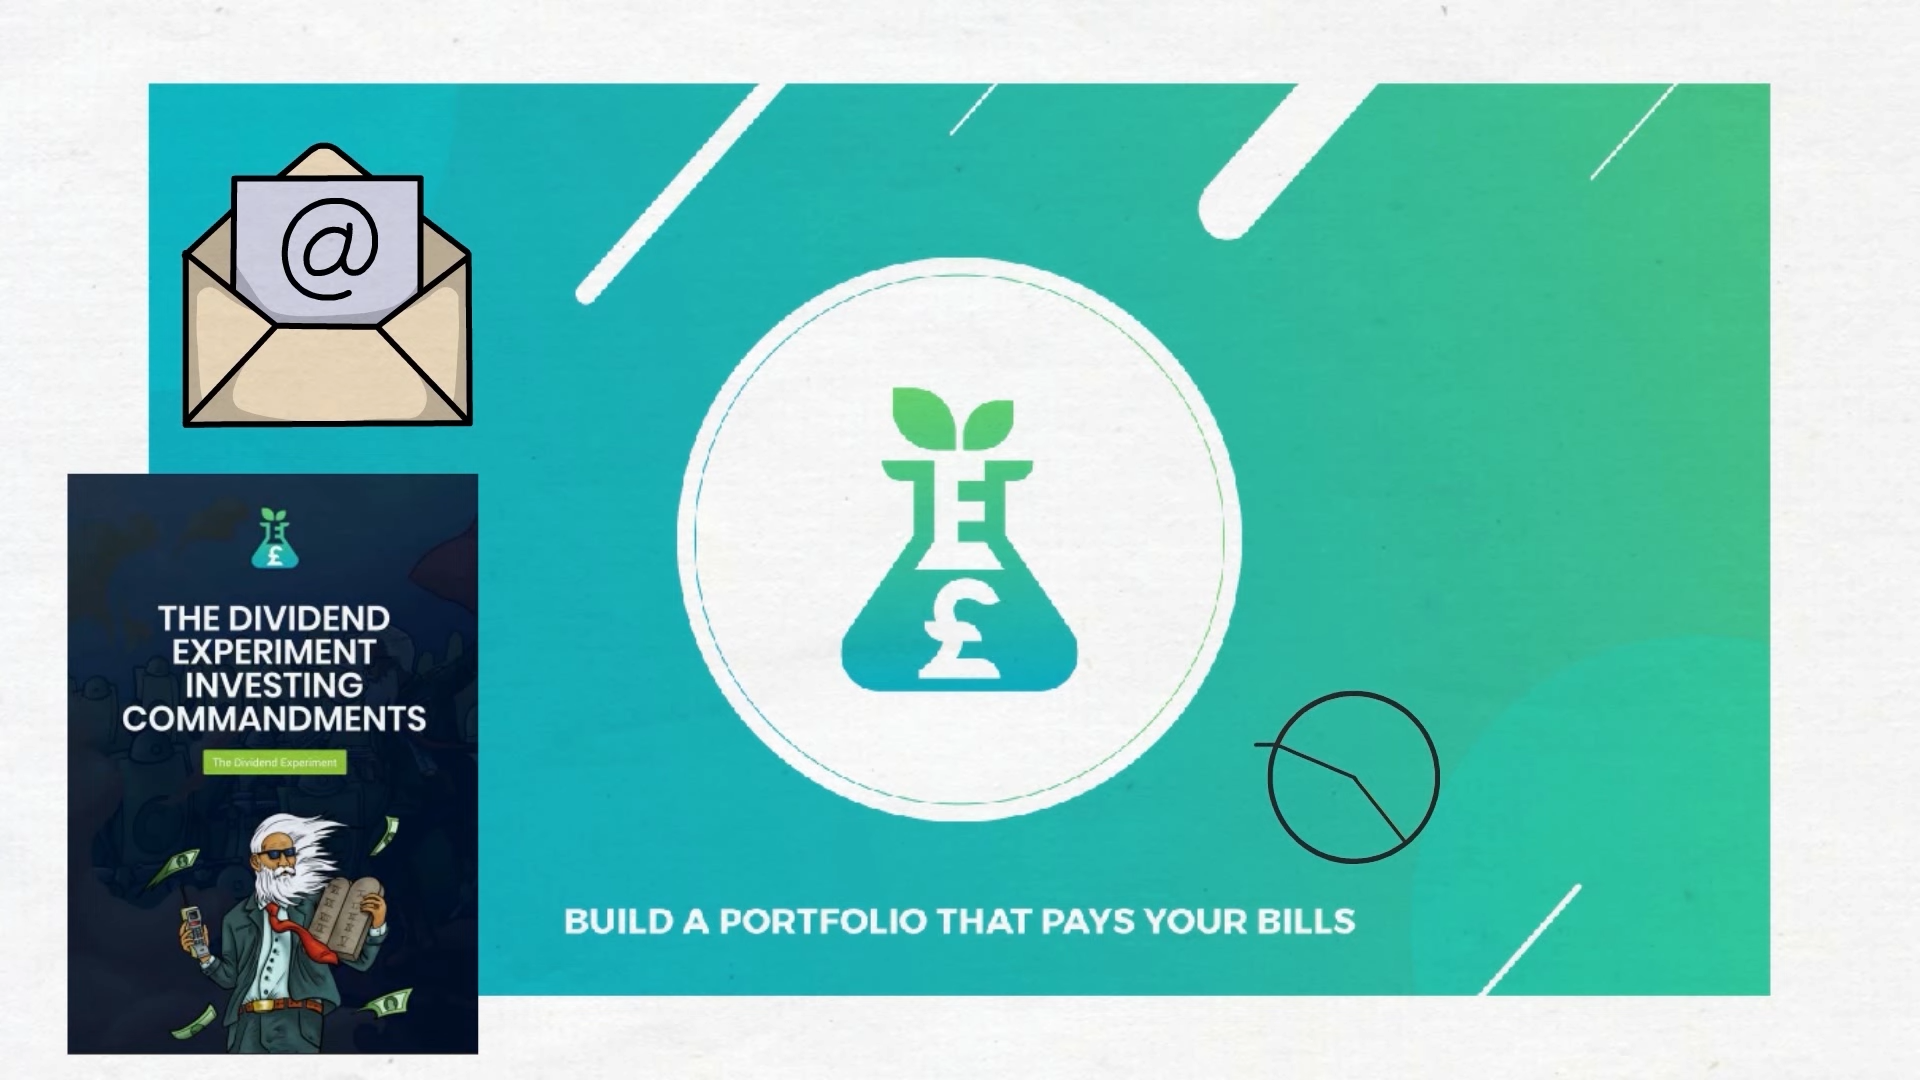 @
E
£
£
THE DIVIDEND
EXPERIMENT
INVESTING
COMMANDMENTS
The Dividend Experiment
BUILD A PORTFOLIO THAT PAYS YOUR BILLS